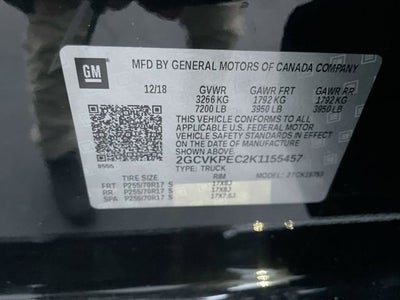 GM
MFD BY GENERAL MOTORS OF CANADA COMPANY
12/18 GVWR GAWR FRT GAWR RR
3266 KG 1792 KG 1792 KG
7200 LB 3950 LB 3950 LB
THIS VEHICLE CONFORMS TO ALL
APPLICABLE U.S. FEDERAL MOTOR
VEHICLE SAFETY STANDARDS IN EFFECT
ON THE DATE OF MANUFACTURE
SHOWN ABOVE.
2GCVKPEC2K1155457
TYPE: TRUCK MODEL:
TIRE SIZE RIM
FRT P255/70R17 S 17X8J
RR P255/70R17 S 17X8J
SPA P255/70R17 S 17X7.5J